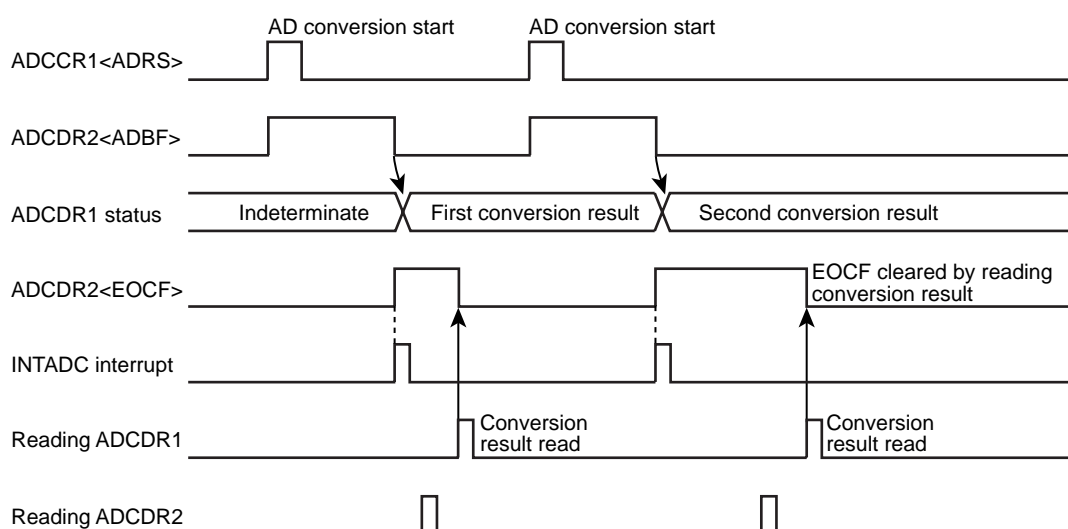 AD conversion start
AD conversion start
ADCCR1<ADRS>
ADCDR2<ADBF>
ADCDR1 status
Indeterminate
First conversion result
Second conversion result
ADCDR2<EOCF>
EOCF cleared by reading
conversion result
INTADC interrupt
Reading ADCDR1
Conversion
result read
Conversion
result read
Reading ADCDR2